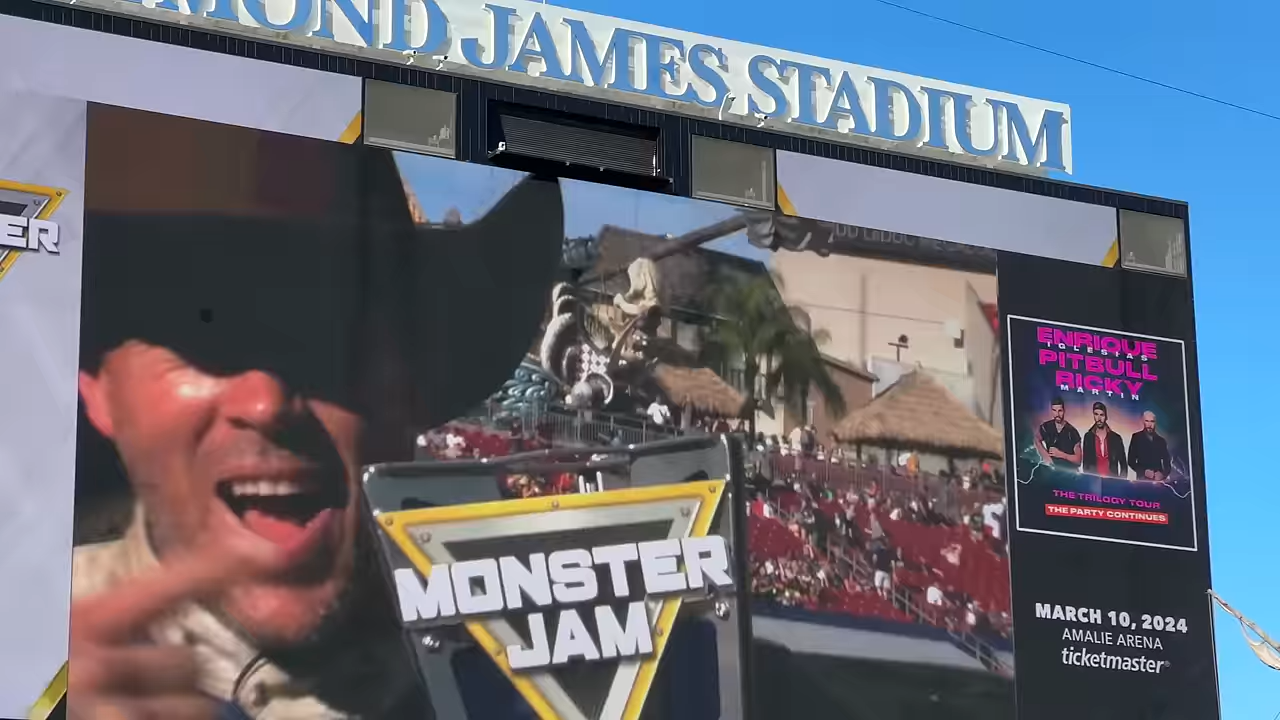 MOND JAMES STADIUM
ER
MONSTER
JAM
ENRIQUE
IGLESIAS
PITBULL
RICKY
MARTIN
THE TRILOGY TOUR
THE PARTY CONTINUES
MARCH 10, 2024
AMALIE ARENA
ticketmaster